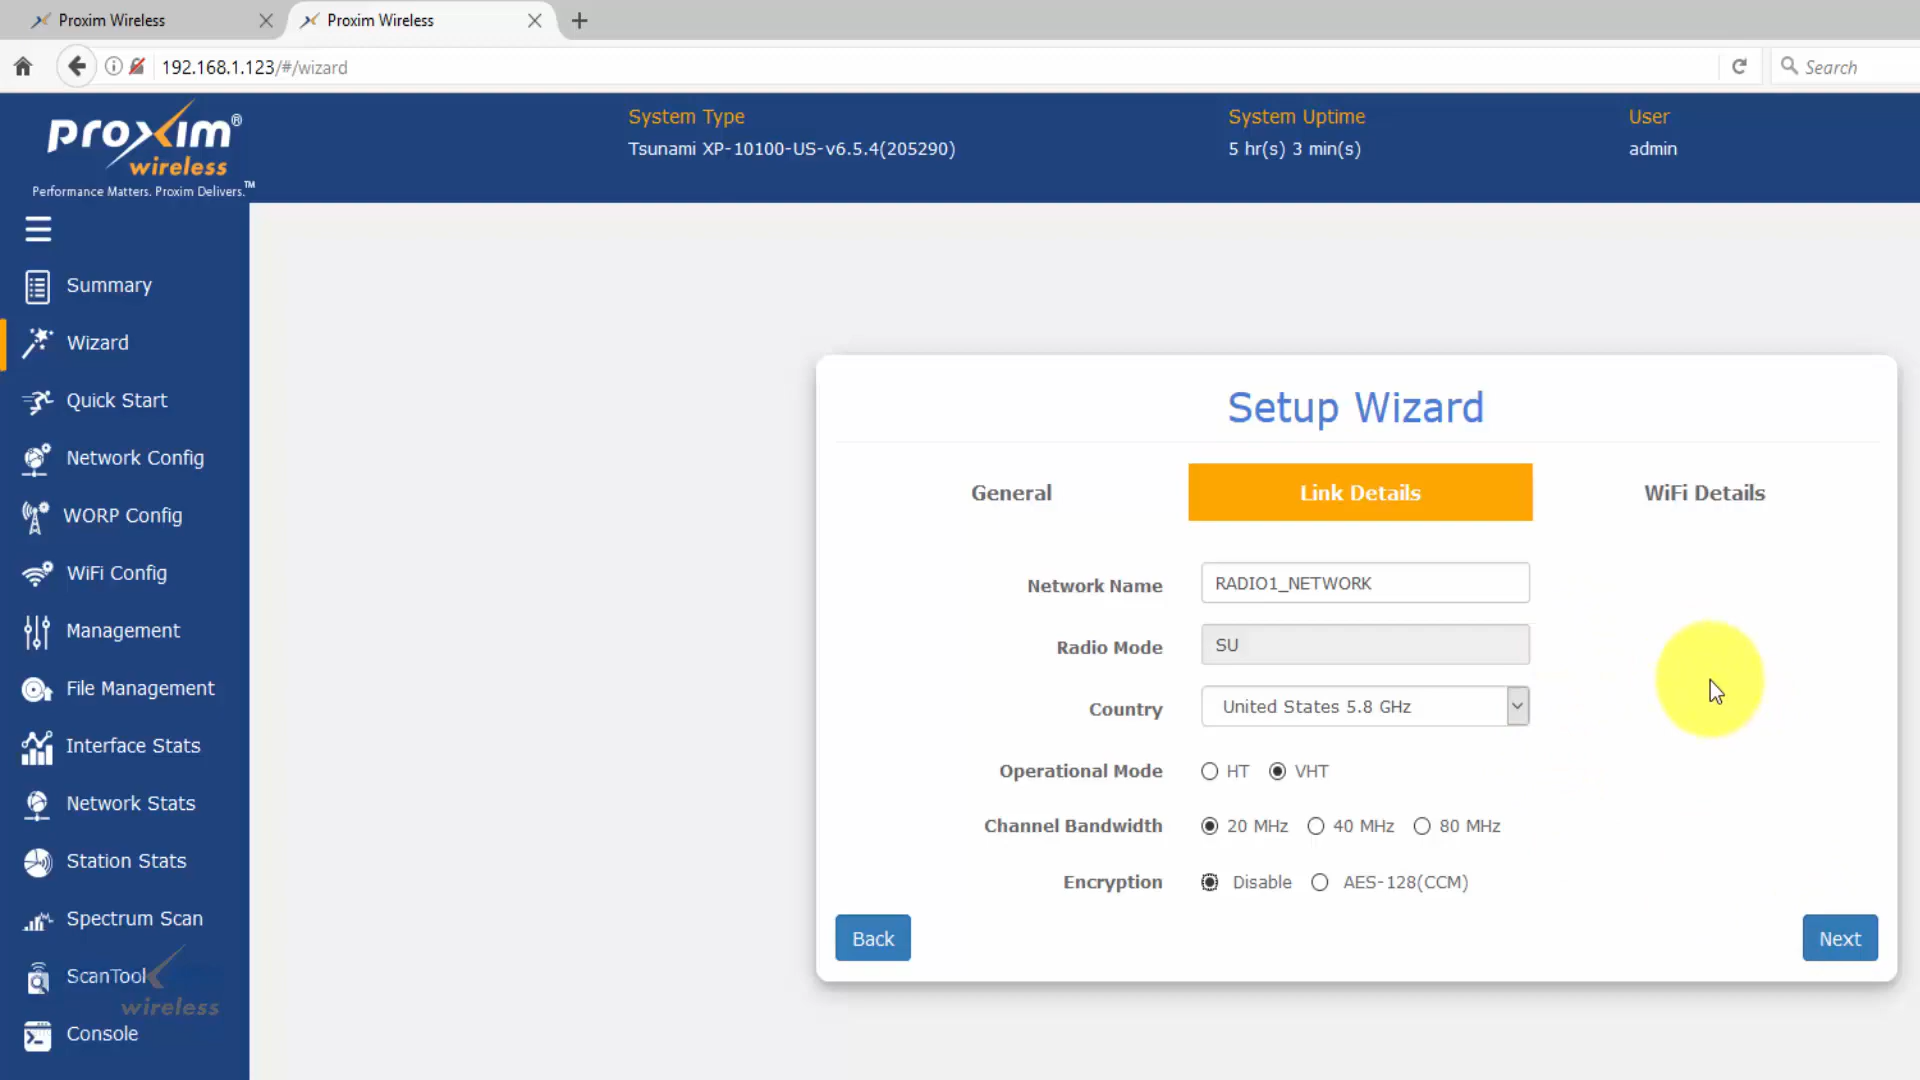 Proxim Wireless
Proxim Wireless
192.168.1.123/#/wizard
Search
proxim®
wireless
Performance Matters. Proxim Delivers.™
System Type
Tsunami XP-10100-US-v6.5.4(205290)
System Uptime
5 hr(s) 3 min(s)
User
admin
Summary
Wizard
Quick Start
Network Config
WORP Config
WiFi Config
Management
File Management
Interface Stats
Network Stats
Station Stats
Spectrum Scan
ScanTool
wireless
Console
Setup Wizard
General
Link Details
WiFi Details
Network Name RADIO1_NETWORK
Radio Mode SU
Country United States 5.8 GHz
Operational Mode HT VHT
Channel Bandwidth 20 MHz 40 MHz 80 MHz
Encryption Disable AES-128(CCM)
Back
Next